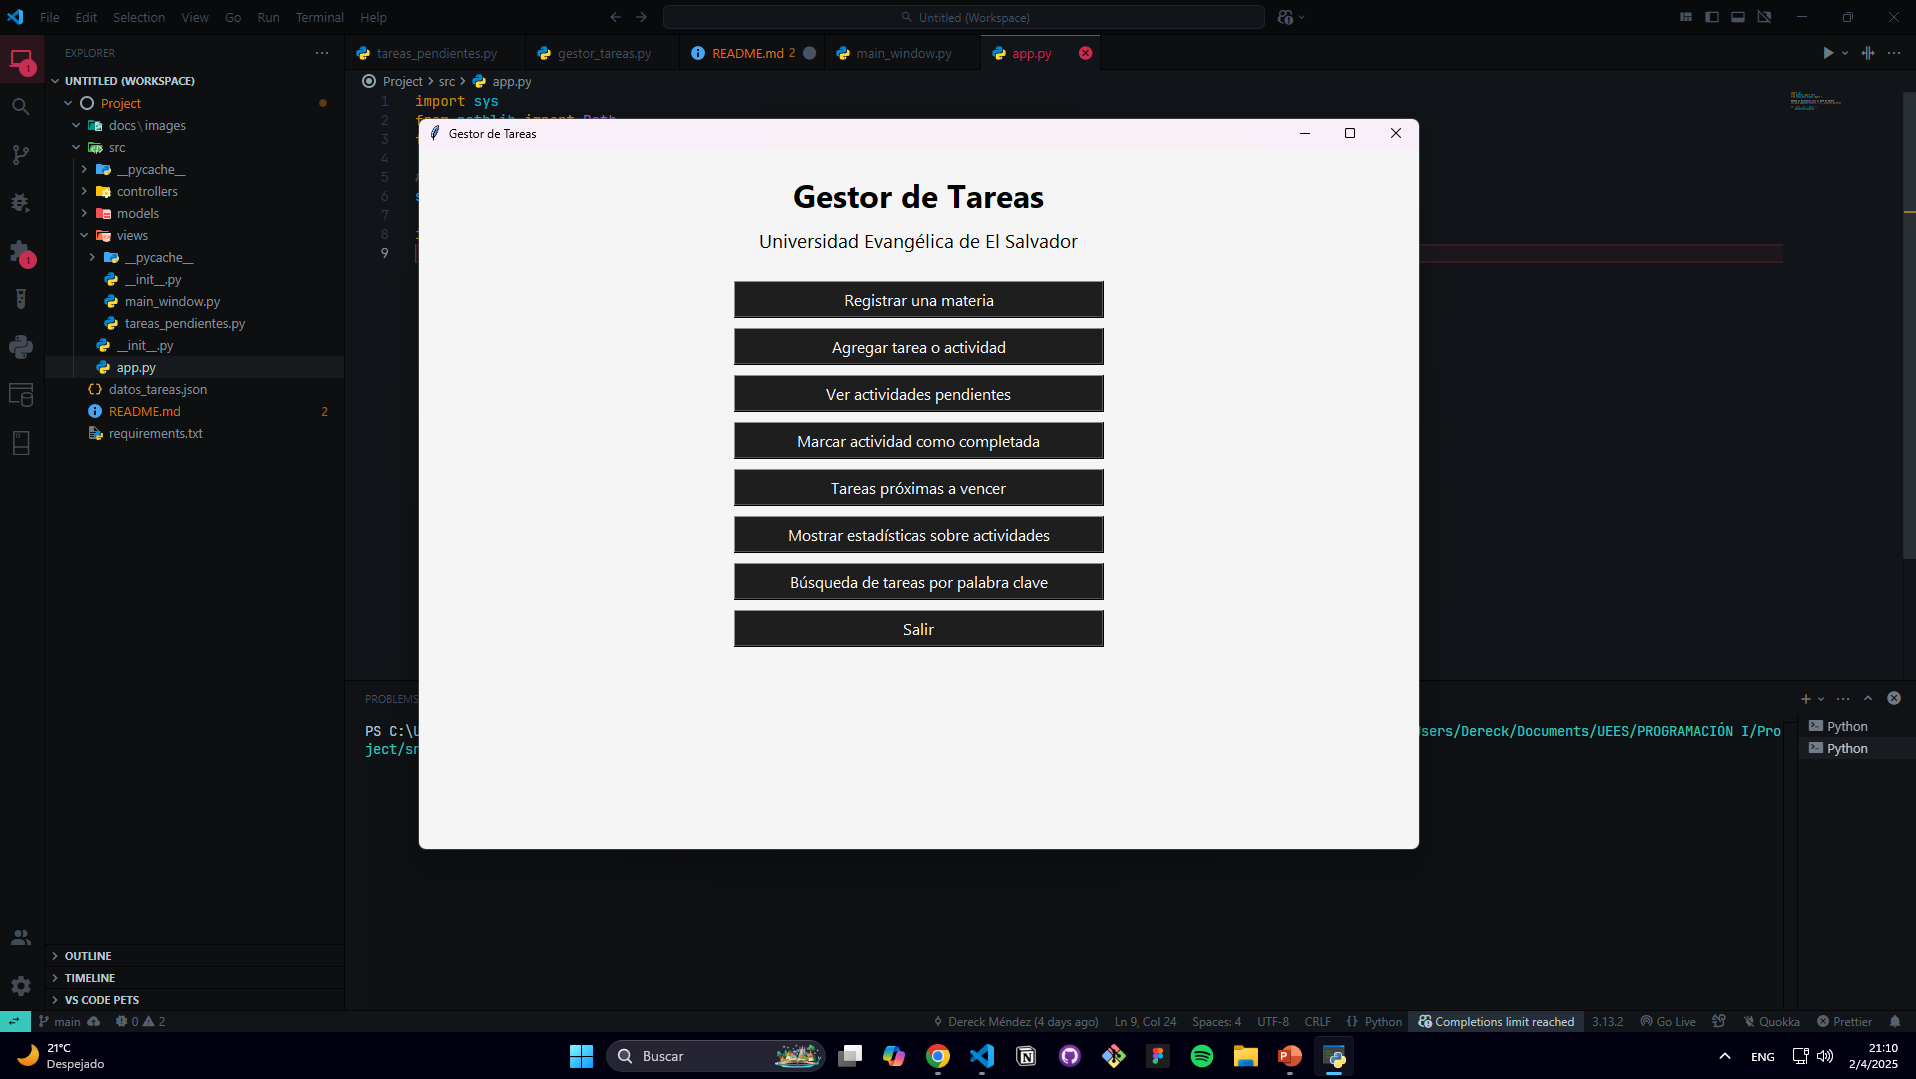 File Edit Selection View Go Run Terminal Help
Untitled (Workspace)
EXPLORER
tareas_pendientes.py
gestor_tareas.py
README.md 2
main_window.py
app.py
UNTITLED (WORKSPACE)
Project
docs\images
src
__pycache__
controllers
models
views
__pycache__
__init__.py
main_window.py
tareas_pendientes.py
__init__.py
app.py
datos_tareas.json
README.md 2
requirements.txt
OUTLINE
TIMELINE
VS CODE PETS
Project > src > app.py
1 import sys
2
3
4
5 #
6
7
8
9
Gestor de Tareas
Gestor de Tareas
Universidad Evangélica de El Salvador
Registrar una materia
Agregar tarea o actividad
Ver actividades pendientes
Marcar actividad como completada
Tareas próximas a vencer
Mostrar estadísticas sobre actividades
Búsqueda de tareas por palabra clave
Salir
PROBLEMS
PS C:\U sers/Dereck/Documents/UEES/PROGRAMACIÓN I/Pro
ject/sr
Python
Python
main 0 2
Dereck Méndez (4 days ago) Ln 9, Col 24 Spaces: 4 UTF-8 CRLF {} Python Completions limit reached 3.13.2 Go Live Quokka Prettier
21°C
Despejado
Buscar
ENG
21:10
2/4/2025